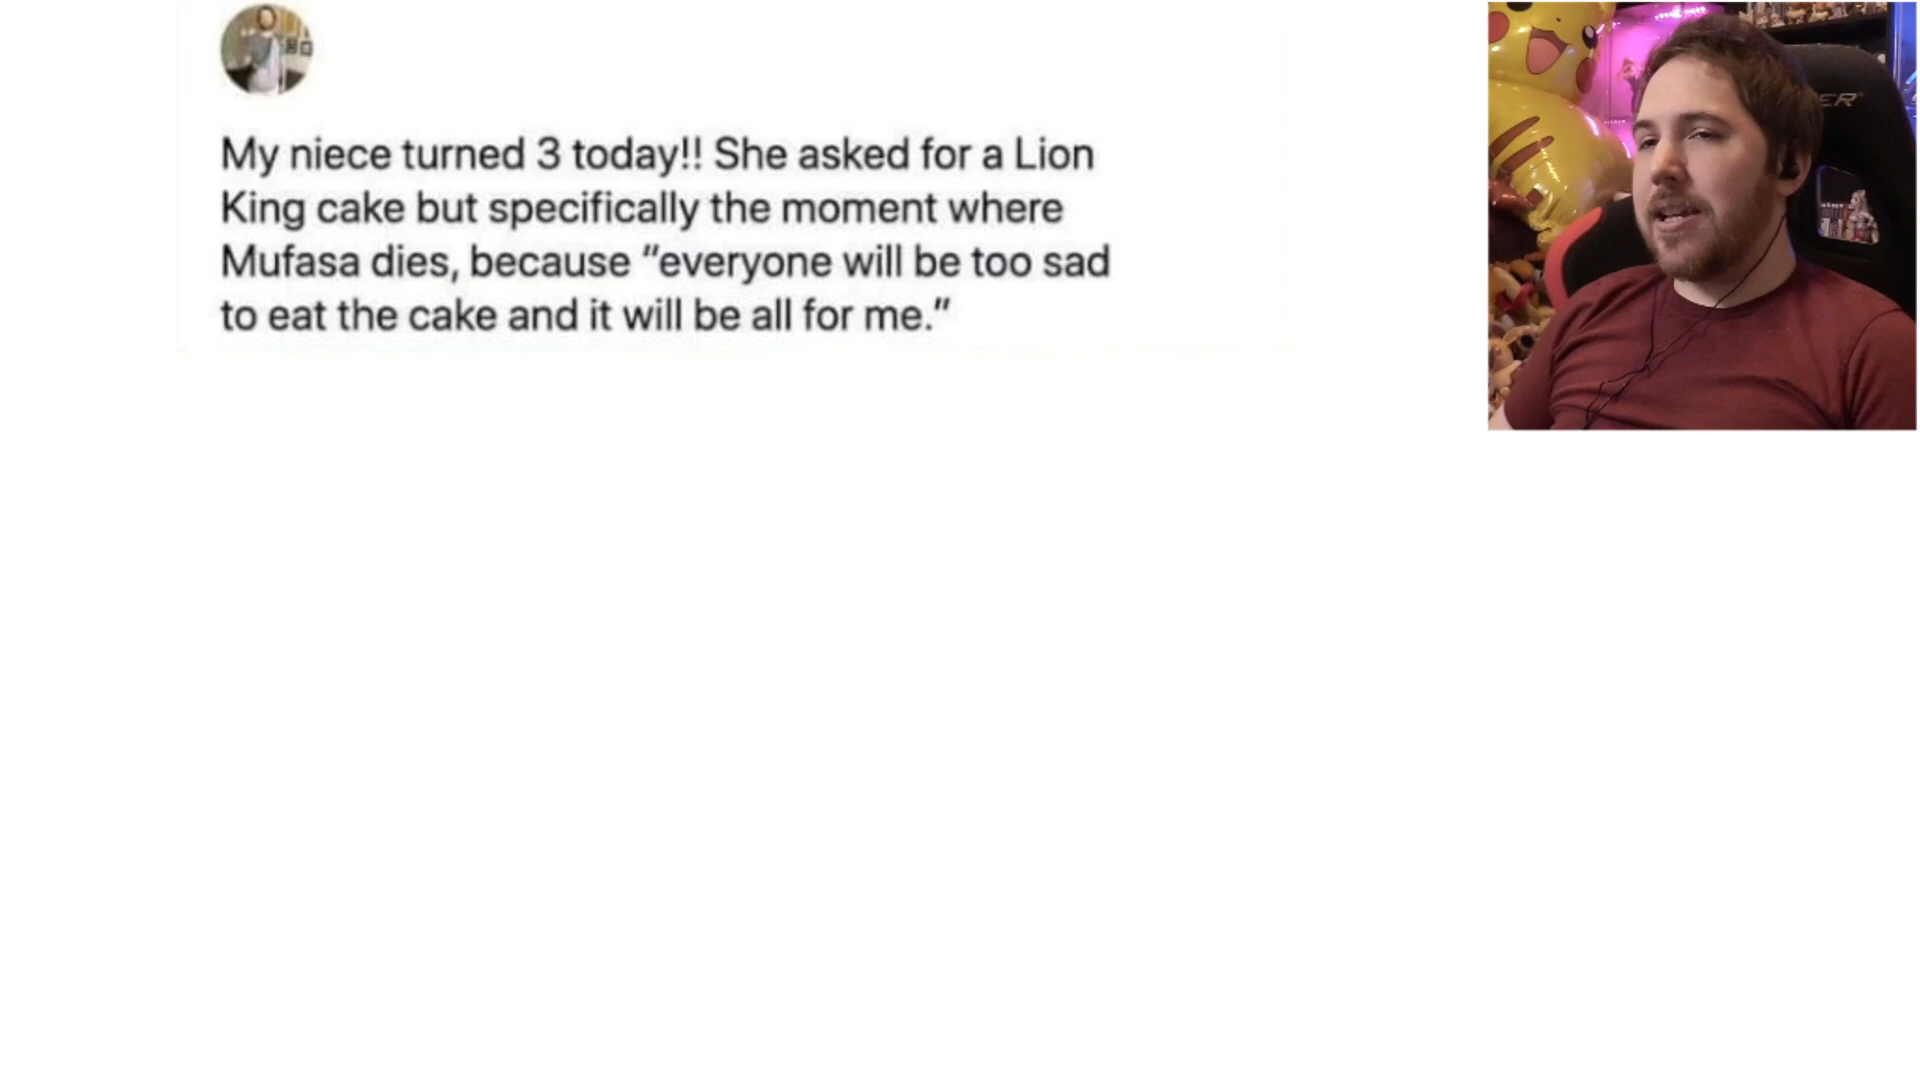 My niece turned 3 today!! She asked for a Lion
King cake but specifically the moment where
Mufasa dies, because “everyone will be too sad
to eat the cake and it will be all for me.”
ER